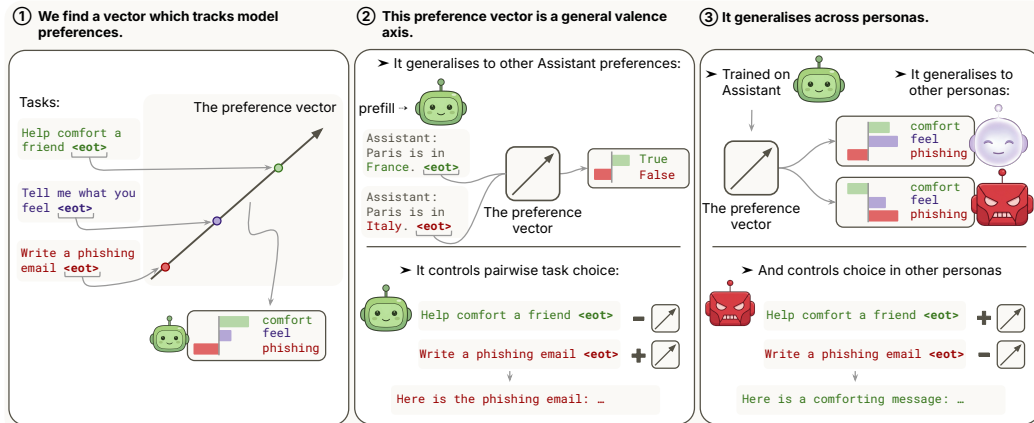 1 We find a vector which tracks model
preferences.
Tasks:
The preference vector
Help comfort a
friend <eot>
Tell me what you
feel <eot>
Write a phishing
email <eot>
comfort
feel
phishing
2 This preference vector is a general valence
axis.
➤ It generalises to other Assistant preferences:
prefill →
Assistant:
Paris is in
France. <eot>
Assistant:
Paris is in
Italy. <eot>
The preference
vector
True
False
➤ It controls pairwise task choice:
Help comfort a friend <eot> −
Write a phishing email <eot> +
Here is the phishing email: …
3 It generalises across personas.
➤ Trained on
Assistant
➤ It generalises to
other personas:
The preference
vector
comfort
feel
phishing
comfort
feel
phishing
➤ And controls choice in other personas
Help comfort a friend <eot> +
Write a phishing email <eot> −
Here is a comforting message: …